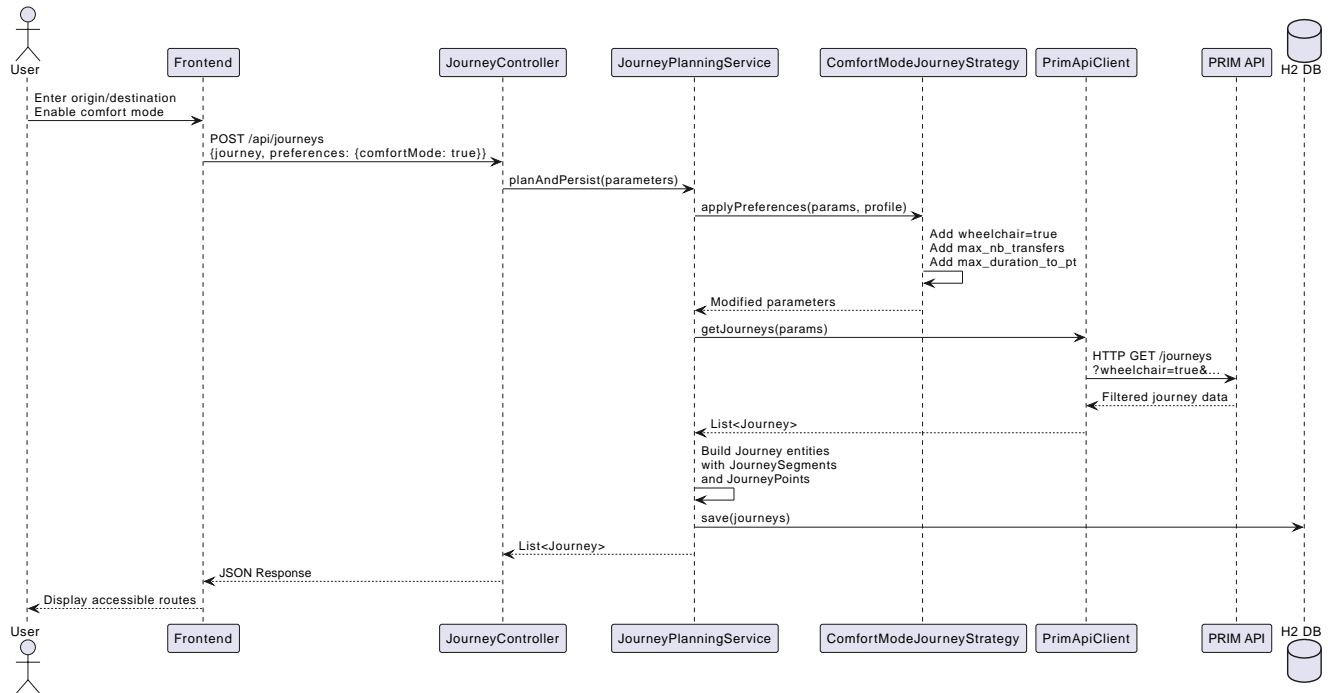 User
Frontend
JourneyController
JourneyPlanningService
ComfortModeJourneyStrategy
PrimApiClient
PRIM API
H2 DB
Enter origin/destination
Enable comfort mode
POST /api/journeys
{journey, preferences: {comfortMode: true}}
planAndPersist(parameters)
applyPreferences(params, profile)
Add wheelchair=true
Add max_nb_transfers
Add max_duration_to_pt
Modified parameters
getJourneys(params)
HTTP GET /journeys
?wheelchair=true&...
Filtered journey data
List<Journey>
Build Journey entities
with JourneySegments
and JourneyPoints
save(journeys)
List<Journey>
JSON Response
Display accessible routes
User
Frontend
JourneyController
JourneyPlanningService
ComfortModeJourneyStrategy
PrimApiClient
PRIM API
H2 DB